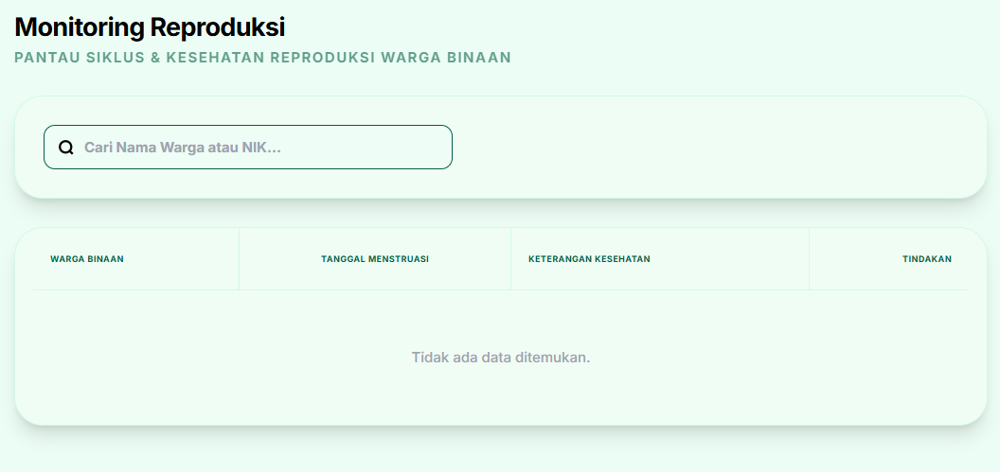 Monitoring Reproduksi
PANTAU SIKLUS & KESEHATAN REPRODUKSI WARGA BINAAN
Cari Nama Warga atau NIK...
WARGA BINAAN TANGGAL MENSTRUASI KETERANGAN KESEHATAN TINDAKAN
Tidak ada data ditemukan.